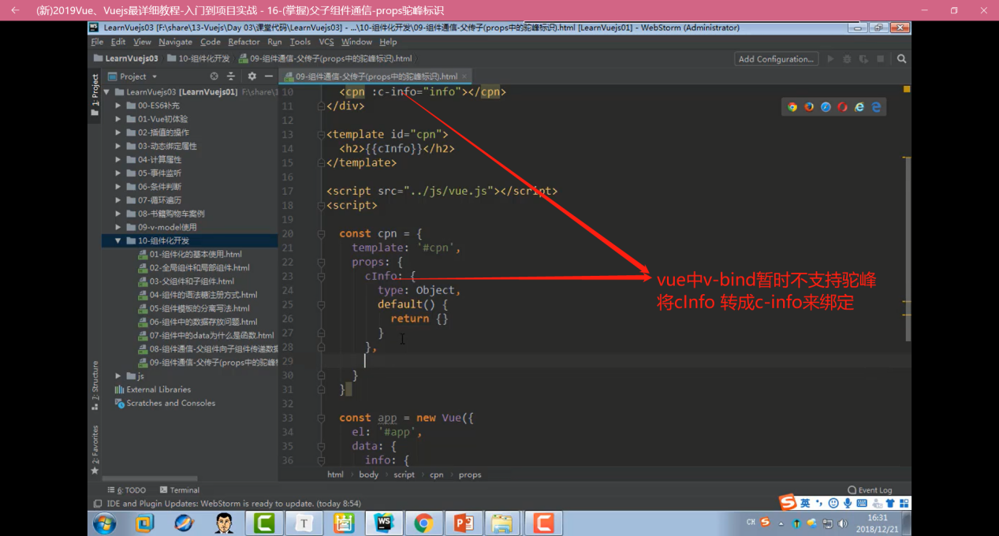 (新)2019Vue、Vuejs最详细教程-入门到项目实战 - 16-(掌握)父子组件通信-props驼峰标识
LearnVuejs03 [F:\share\13-Vuejs\Day 03\课堂代码\LearnVuejs03] - ...\10-组件化开发\09-组件通信-父传子(props中的驼峰标识).html [LearnVuejs01] - WebStorm (Administrator)
File Edit View Navigate Code Refactor Run Tools VCS Window Help
LearnVuejs03 10-组件化开发 09-组件通信-父传子(props中的驼峰标识).html
Add Configuration...
1: Project
Project
09-组件通信-父传子(props中的驼峰标识).html
LearnVuejs03 [LearnVuejs01] F:\share\1
00-ES6补充
01-Vue初体验
02-插值的操作
03-动态绑定属性
04-计算属性
05-事件监听
06-条件判断
07-循环遍历
08-书籍购物车案例
09-v-model使用
10-组件化开发
01-组件化的基本使用.html
02-全局组件和局部组件.html
03-父组件和子组件.html
04-组件的语法糖注册方式.html
05-组件模板的分离写法.html
06-组件中的数据存放问题.html
07-组件中的data为什么是函数.html
08-组件通信-父组件向子组件传递数据
09-组件通信-父传子(props中的驼峰
js
External Libraries
Scratches and Consoles
7: Structure
2: Favorites
10 <cpn :c-info="info"></cpn>
11 </div>
12
13 <template id="cpn">
14 <h2>{{cInfo}}</h2>
15 </template>
16
17 <script src="../js/vue.js"></script>
18 <script>
19
20 const cpn = {
21 template: '#cpn',
22 props: {
23 cInfo: {
24 type: Object,
25 default() {
26 return {}
27 }
28 },
29
30 }
31 }
32
33 const app = new Vue({
34 el: '#app',
35 data: {
36 info: {
vue中v-bind暂时不支持驼峰
将cInfo 转成c-info来绑定
html body script cpn props
6: TODO Terminal
Event Log
IDE and Plugin Updates: WebStorm is ready to update. (today 8:54)
英
T
WS
CH
16:31
2018/12/21